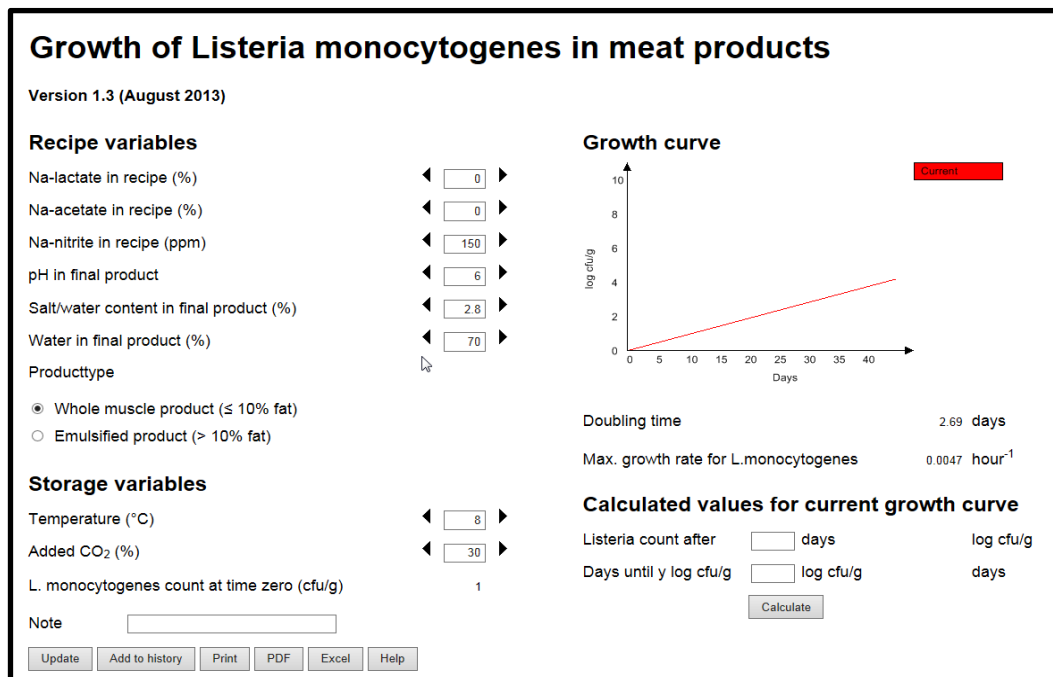 Growth of Listeria monocytogenes in meat products
Version 1.3 (August 2013)
Recipe variables
Na-lactate in recipe (%) 0
Na-acetate in recipe (%) 0
Na-nitrite in recipe (ppm) 150
pH in final product 6
Salt/water content in final product (%) 2.8
Water in final product (%) 70
Producttype
Whole muscle product (≤ 10% fat)
Emulsified product (> 10% fat)
Storage variables
Temperature (°C) 8
Added CO₂ (%) 30
L. monocytogenes count at time zero (cfu/g) 1
Note
Update Add to history Print PDF Excel Help
Growth curve
Current
10
8
6
4
2
0
log cfu/g
0 5 10 15 20 25 30 35 40
Days
Doubling time 2.69 days
Max. growth rate for L.monocytogenes 0.0047 hour⁻¹
Calculated values for current growth curve
Listeria count after days log cfu/g
Days until y log cfu/g log cfu/g days
Calculate